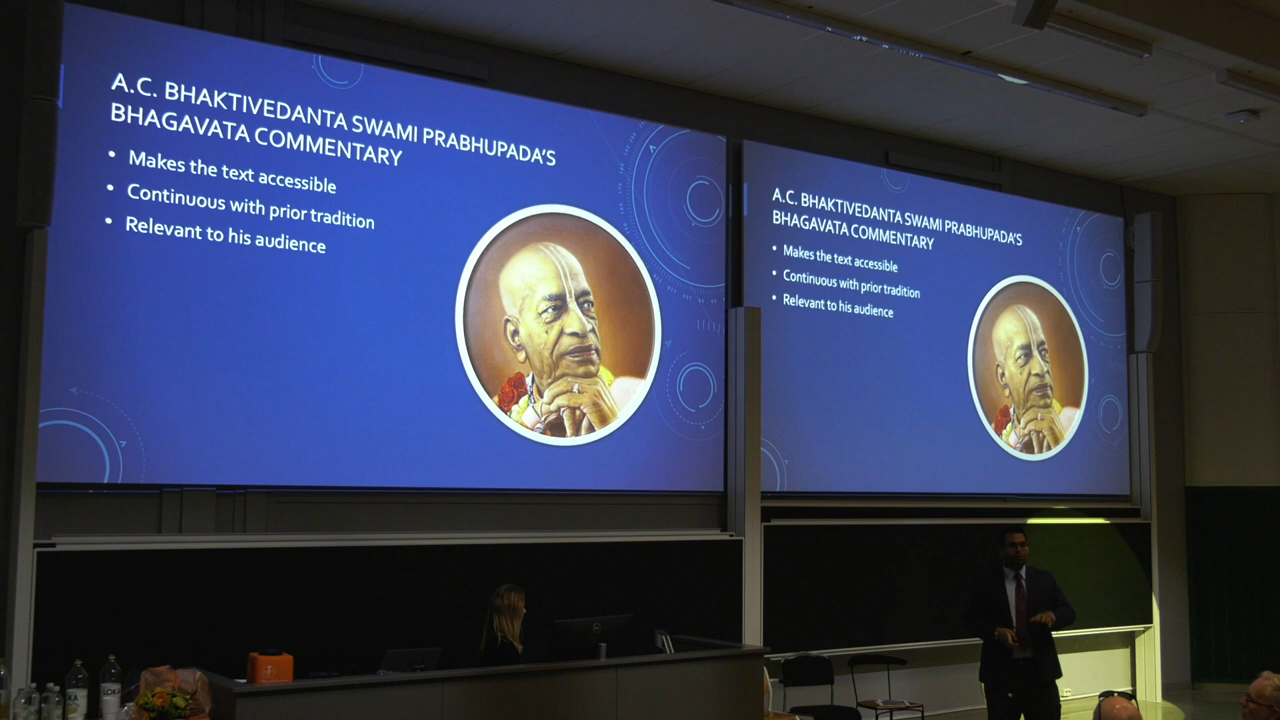 A.C. BHAKTIVEDANTA SWAMI PRABHUPADA'S
BHAGAVATA COMMENTARY
• Makes the text accessible
• Continuous with prior tradition
• Relevant to his audience
A.C. BHAKTIVEDANTA SWAMI PRABHUPADA'S
BHAGAVATA COMMENTARY
• Makes the text accessible
• Continuous with prior tradition
• Relevant to his audience
LOKA